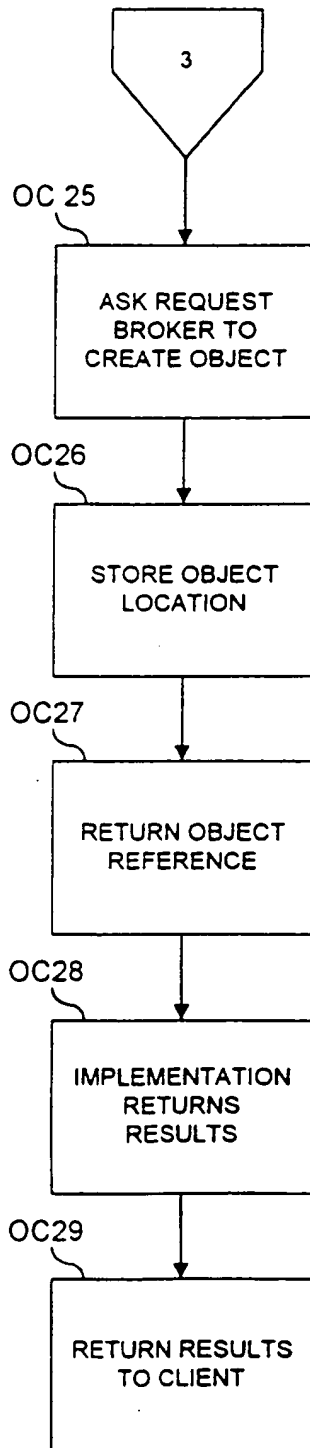 3
OC 25
ASK REQUEST
BROKER TO
CREATE OBJECT
OC26
STORE OBJECT
LOCATION
OC27
RETURN OBJECT
REFERENCE
OC28
IMPLEMENTATION
RETURNS
RESULTS
OC29
RETURN RESULTS
TO CLIENT